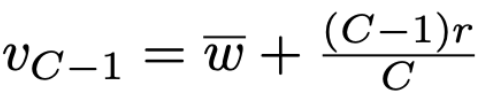 $v_{C-1} = \overline{w} + \frac{(C-1)r}{C}$